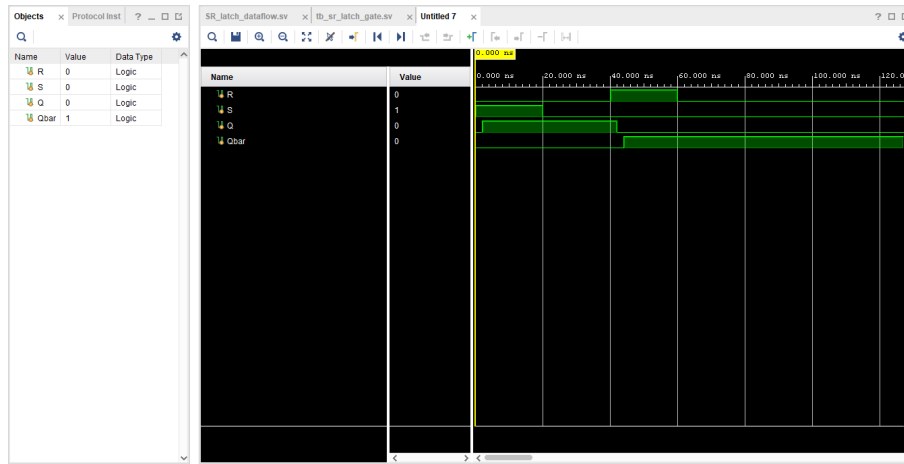 Objects × Protocol Inst ? _
SR_latch_dataflow.sv × tb_sr_latch_gate.sv × Untitled 7 × ?
Name Value Data Type
R 0 Logic
S 0 Logic
Q 0 Logic
Qbar 1 Logic
0.000 ns
Name Value
0.000 ns 20.000 ns 40.000 ns 60.000 ns 80.000 ns 100.000 ns 120.0
R 0
S 1
Q 0
Qbar 0